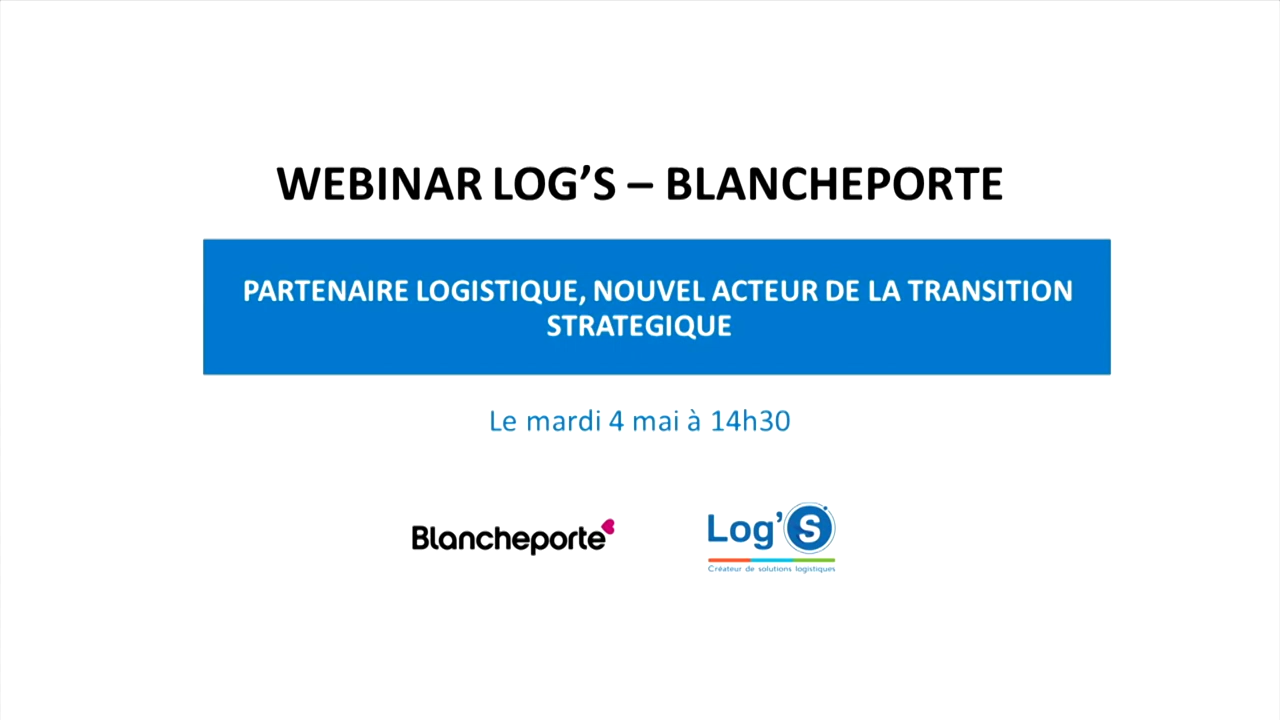 WEBINAR LOG’S – BLANCHEPORTE
PARTENAIRE LOGISTIQUE, NOUVEL ACTEUR DE LA TRANSITION
STRATEGIQUE
Le mardi 4 mai à 14h30
Blancheporte
Log’S
Créateur de solutions logistiques